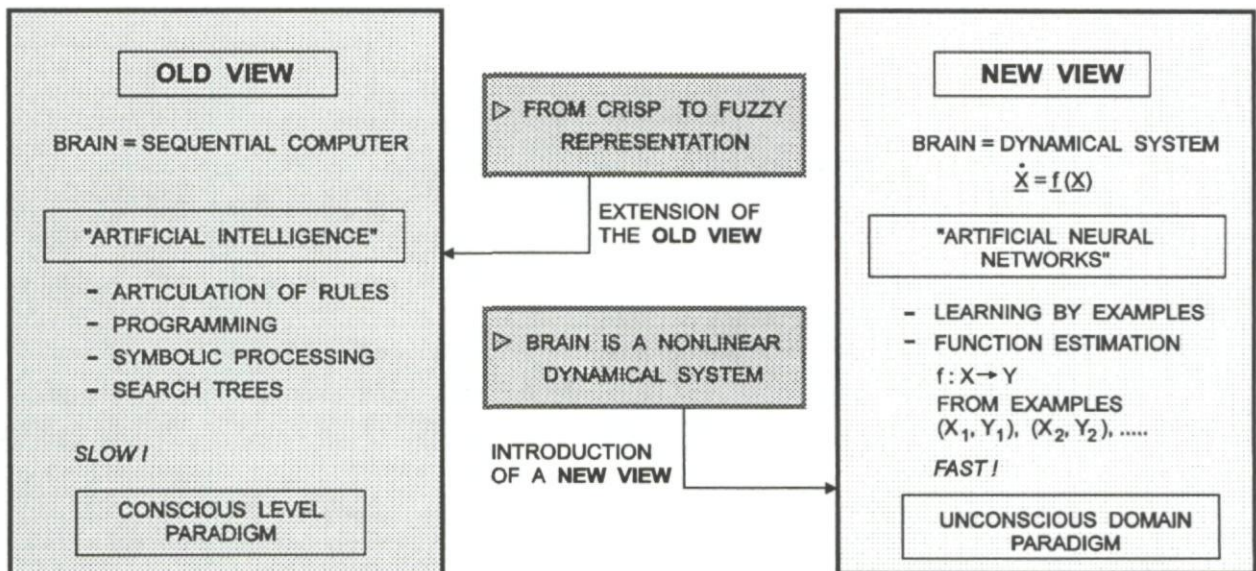 OLD VIEW
BRAIN = SEQUENTIAL COMPUTER
"ARTIFICIAL INTELLIGENCE"
- ARTICULATION OF RULES
- PROGRAMMING
- SYMBOLIC PROCESSING
- SEARCH TREES
SLOW!
CONSCIOUS LEVEL
PARADIGM
▷ FROM CRISP TO FUZZY
REPRESENTATION
EXTENSION OF
THE OLD VIEW
▷ BRAIN IS A NONLINEAR
DYNAMICAL SYSTEM
INTRODUCTION
OF A NEW VIEW
NEW VIEW
BRAIN = DYNAMICAL SYSTEM
Ẋ = f (X)
"ARTIFICIAL NEURAL
NETWORKS"
- LEARNING BY EXAMPLES
- FUNCTION ESTIMATION
f : X → Y
FROM EXAMPLES
(X₁, Y₁), (X₂, Y₂), .....
FAST!
UNCONSCIOUS DOMAIN
PARADIGM